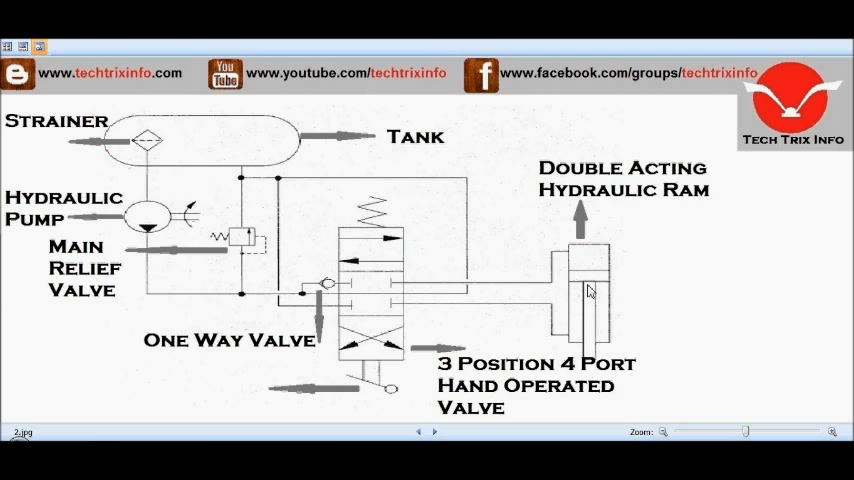 www.techtrixinfo.com
You
Tube
www.youtube.com/techtrixinfo
f
www.facebook.com/groups/techtrixinfo
TECH TRIX INFO
STRAINER
TANK
DOUBLE ACTING
HYDRAULIC RAM
HYDRAULIC
PUMP
MAIN
RELIEF
VALVE
ONE WAY VALVE
3 POSITION 4 PORT
HAND OPERATED
VALVE
2.jpg
Zoom: